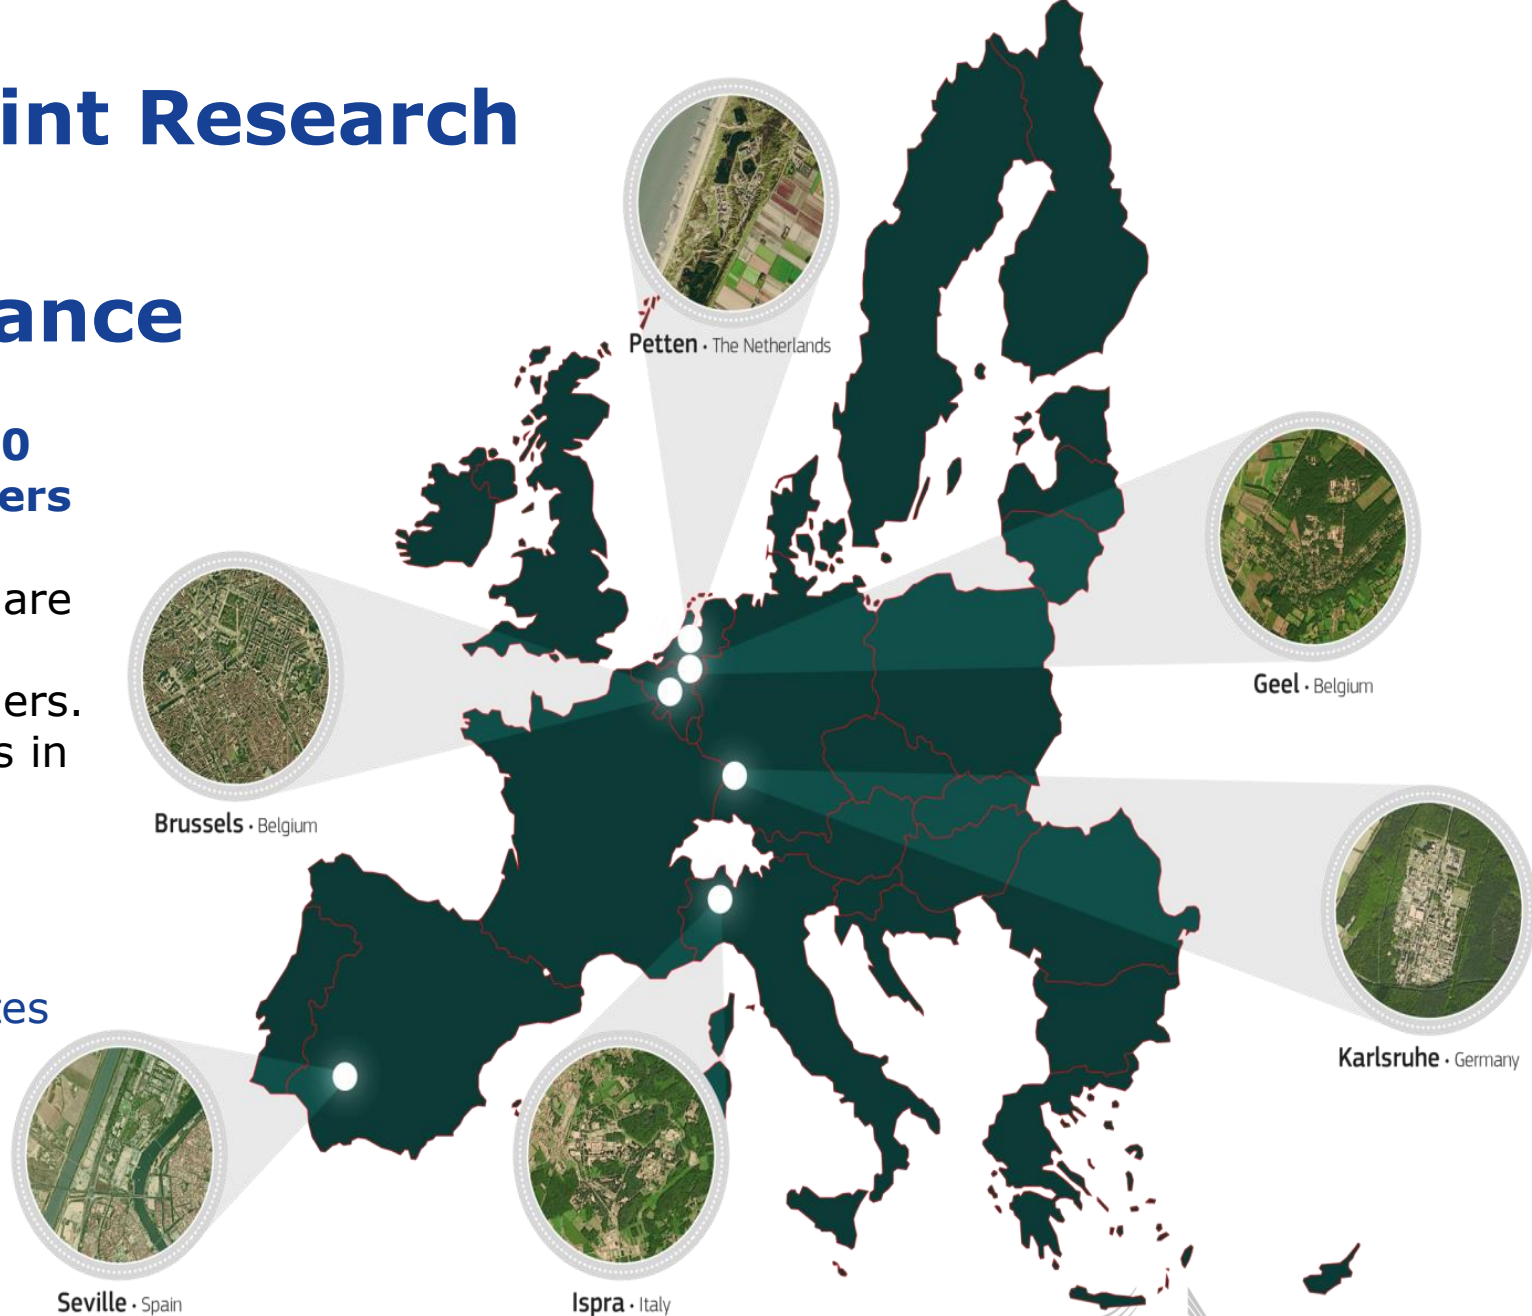 int Research
ance
0
ers
are
ers.
s in
tes
Petten · The Netherlands
Geel · Belgium
Brussels · Belgium
Karlsruhe · Germany
Seville · Spain
Ispra · Italy